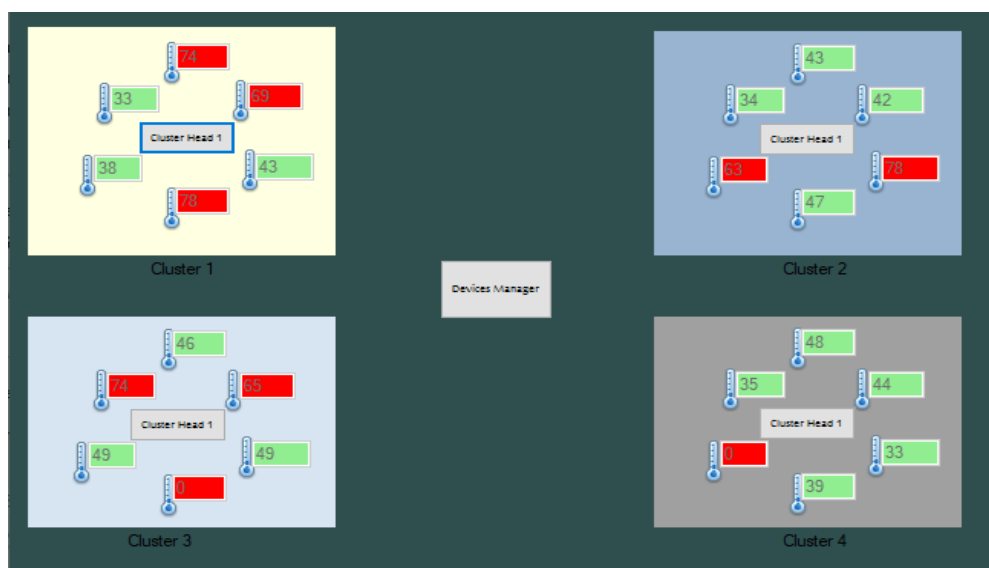 74
33
69
Cluster Head 1
38
43
78
Cluster 1
43
34
42
Cluster Head 1
63
78
47
Cluster 2
Devices Manager
46
74
65
Cluster Head 1
49
49
0
Cluster 3
48
35
44
Cluster Head 1
0
33
39
Cluster 4